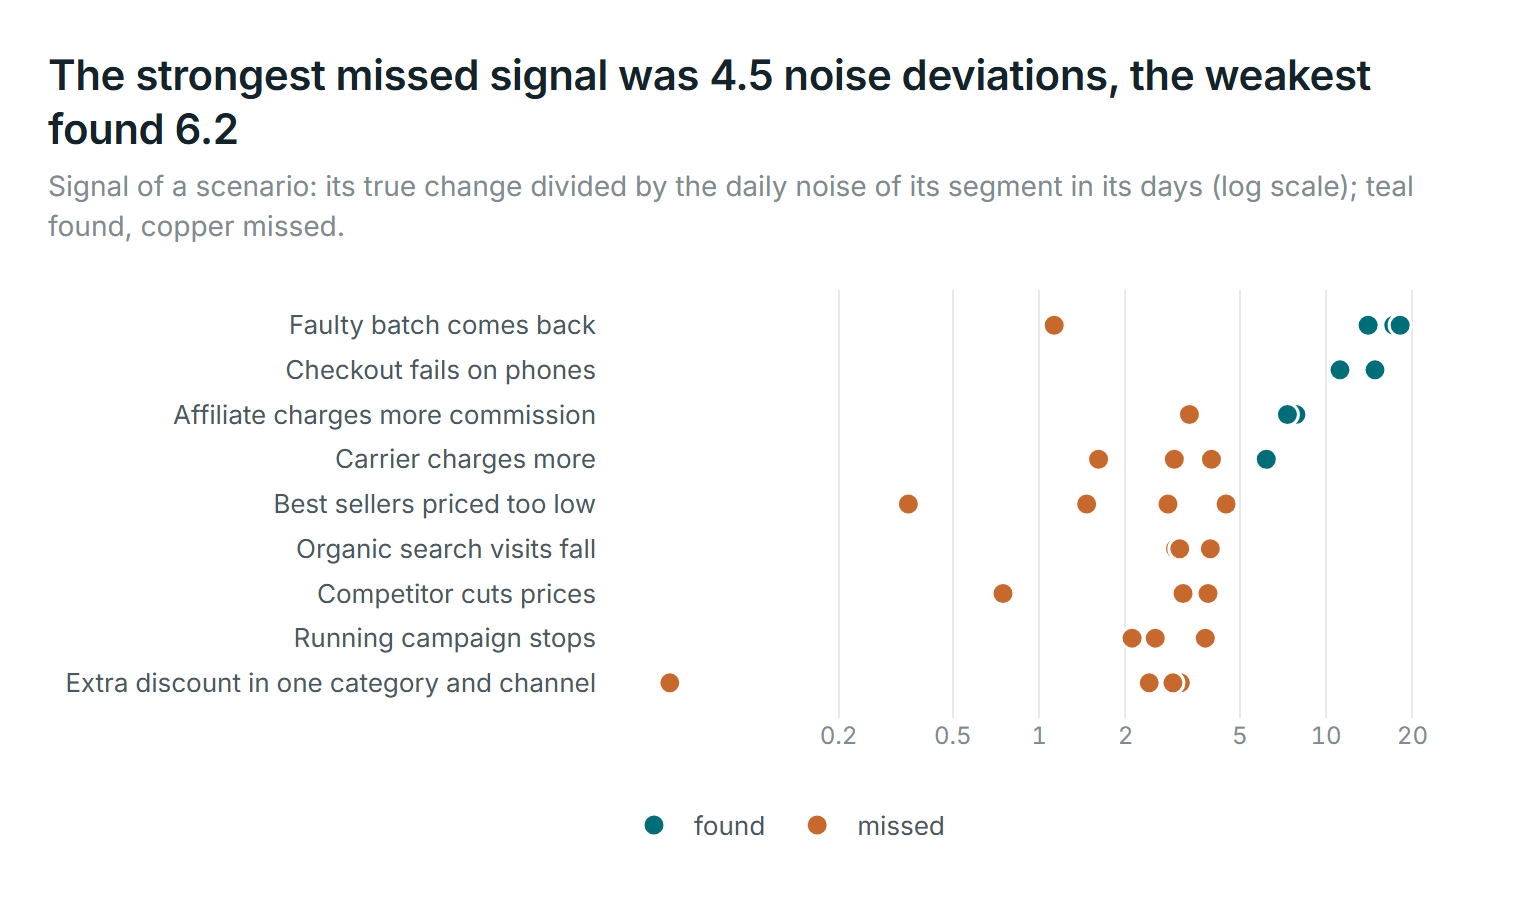 The strongest missed signal was 4.5 noise deviations, the weakest
found 6.2
Signal of a scenario: its true change divided by the daily noise of its segment in its days (log scale); teal
found, copper missed.
Faulty batch comes back
Checkout fails on phones
Affiliate charges more commission
Carrier charges more
Best sellers priced too low
Organic search visits fall
Competitor cuts prices
Running campaign stops
Extra discount in one category and channel
0.2 0.5 1 2 5 10 20
found missed